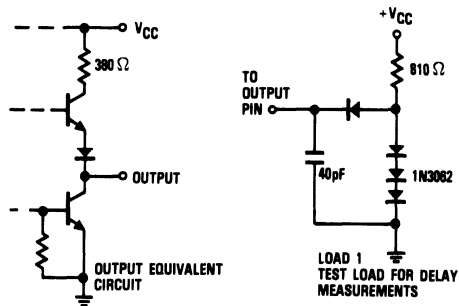 VCC
380 Ω
OUTPUT
OUTPUT EQUIVALENT
CIRCUIT
+VCC
810 Ω
TO
OUTPUT
PIN
40pF
1N3062
LOAD 1
TEST LOAD FOR DELAY
MEASUREMENTS